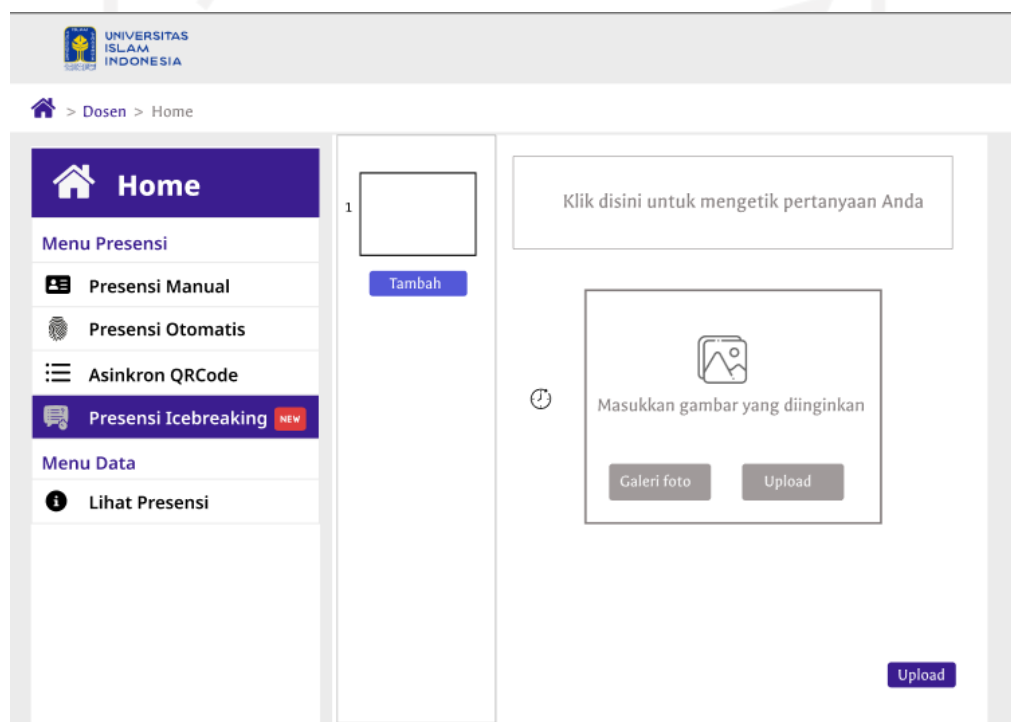 UNIVERSITAS
ISLAM
INDONESIA
> Dosen > Home
Home
Menu Presensi
Presensi Manual
Presensi Otomatis
Asinkron QRCode
Presensi Icebreaking NEW
Menu Data
Lihat Presensi
1
Tambah
Klik disini untuk mengetik pertanyaan Anda
Masukkan gambar yang diinginkan
Galeri foto Upload
Upload